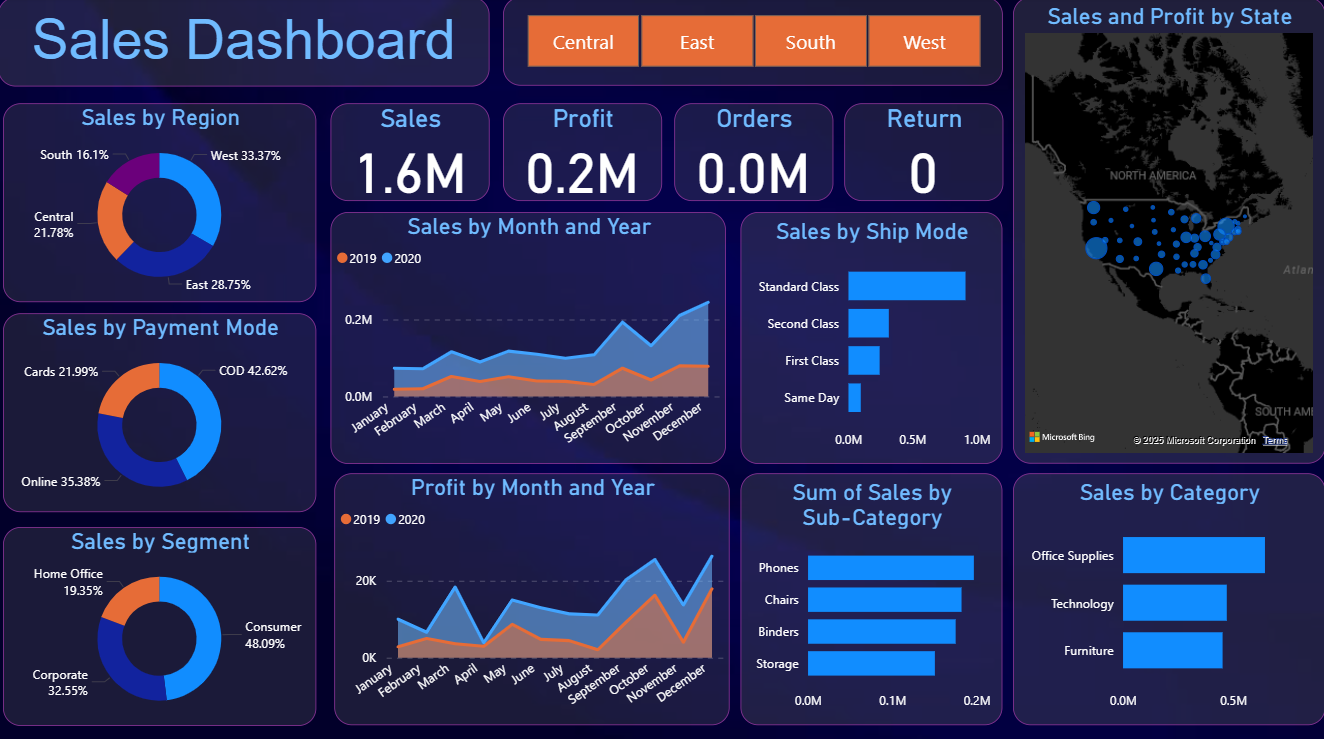 Sales Dashboard
Central
East
South
West
Sales and Profit by State
NORTH AMERICA
Atlan
SOUTH AME
Microsoft Bing
© 2025 Microsoft Corporation
Terms
Sales by Region
South 16.1%
West 33.37%
Central
21.78%
East 28.75%
Sales
1.6M
Profit
0.2M
Orders
0.0M
Return
0
Sales by Month and Year
2019
2020
0.2M
0.0M
January
February
March
April
May
June
July
August
September
October
November
December
Sales by Ship Mode
Standard Class
Second Class
First Class
Same Day
0.0M
0.5M
1.0M
Sales by Payment Mode
Cards 21.99%
COD 42.62%
Online 35.38%
Profit by Month and Year
2019
2020
20K
0K
January
February
March
April
May
June
July
August
September
October
November
December
Sum of Sales by
Sub-Category
Phones
Chairs
Binders
Storage
0.0M
0.1M
0.2M
Sales by Category
Office Supplies
Technology
Furniture
0.0M
0.5M
Sales by Segment
Home Office
19.35%
Consumer
48.09%
Corporate
32.55%